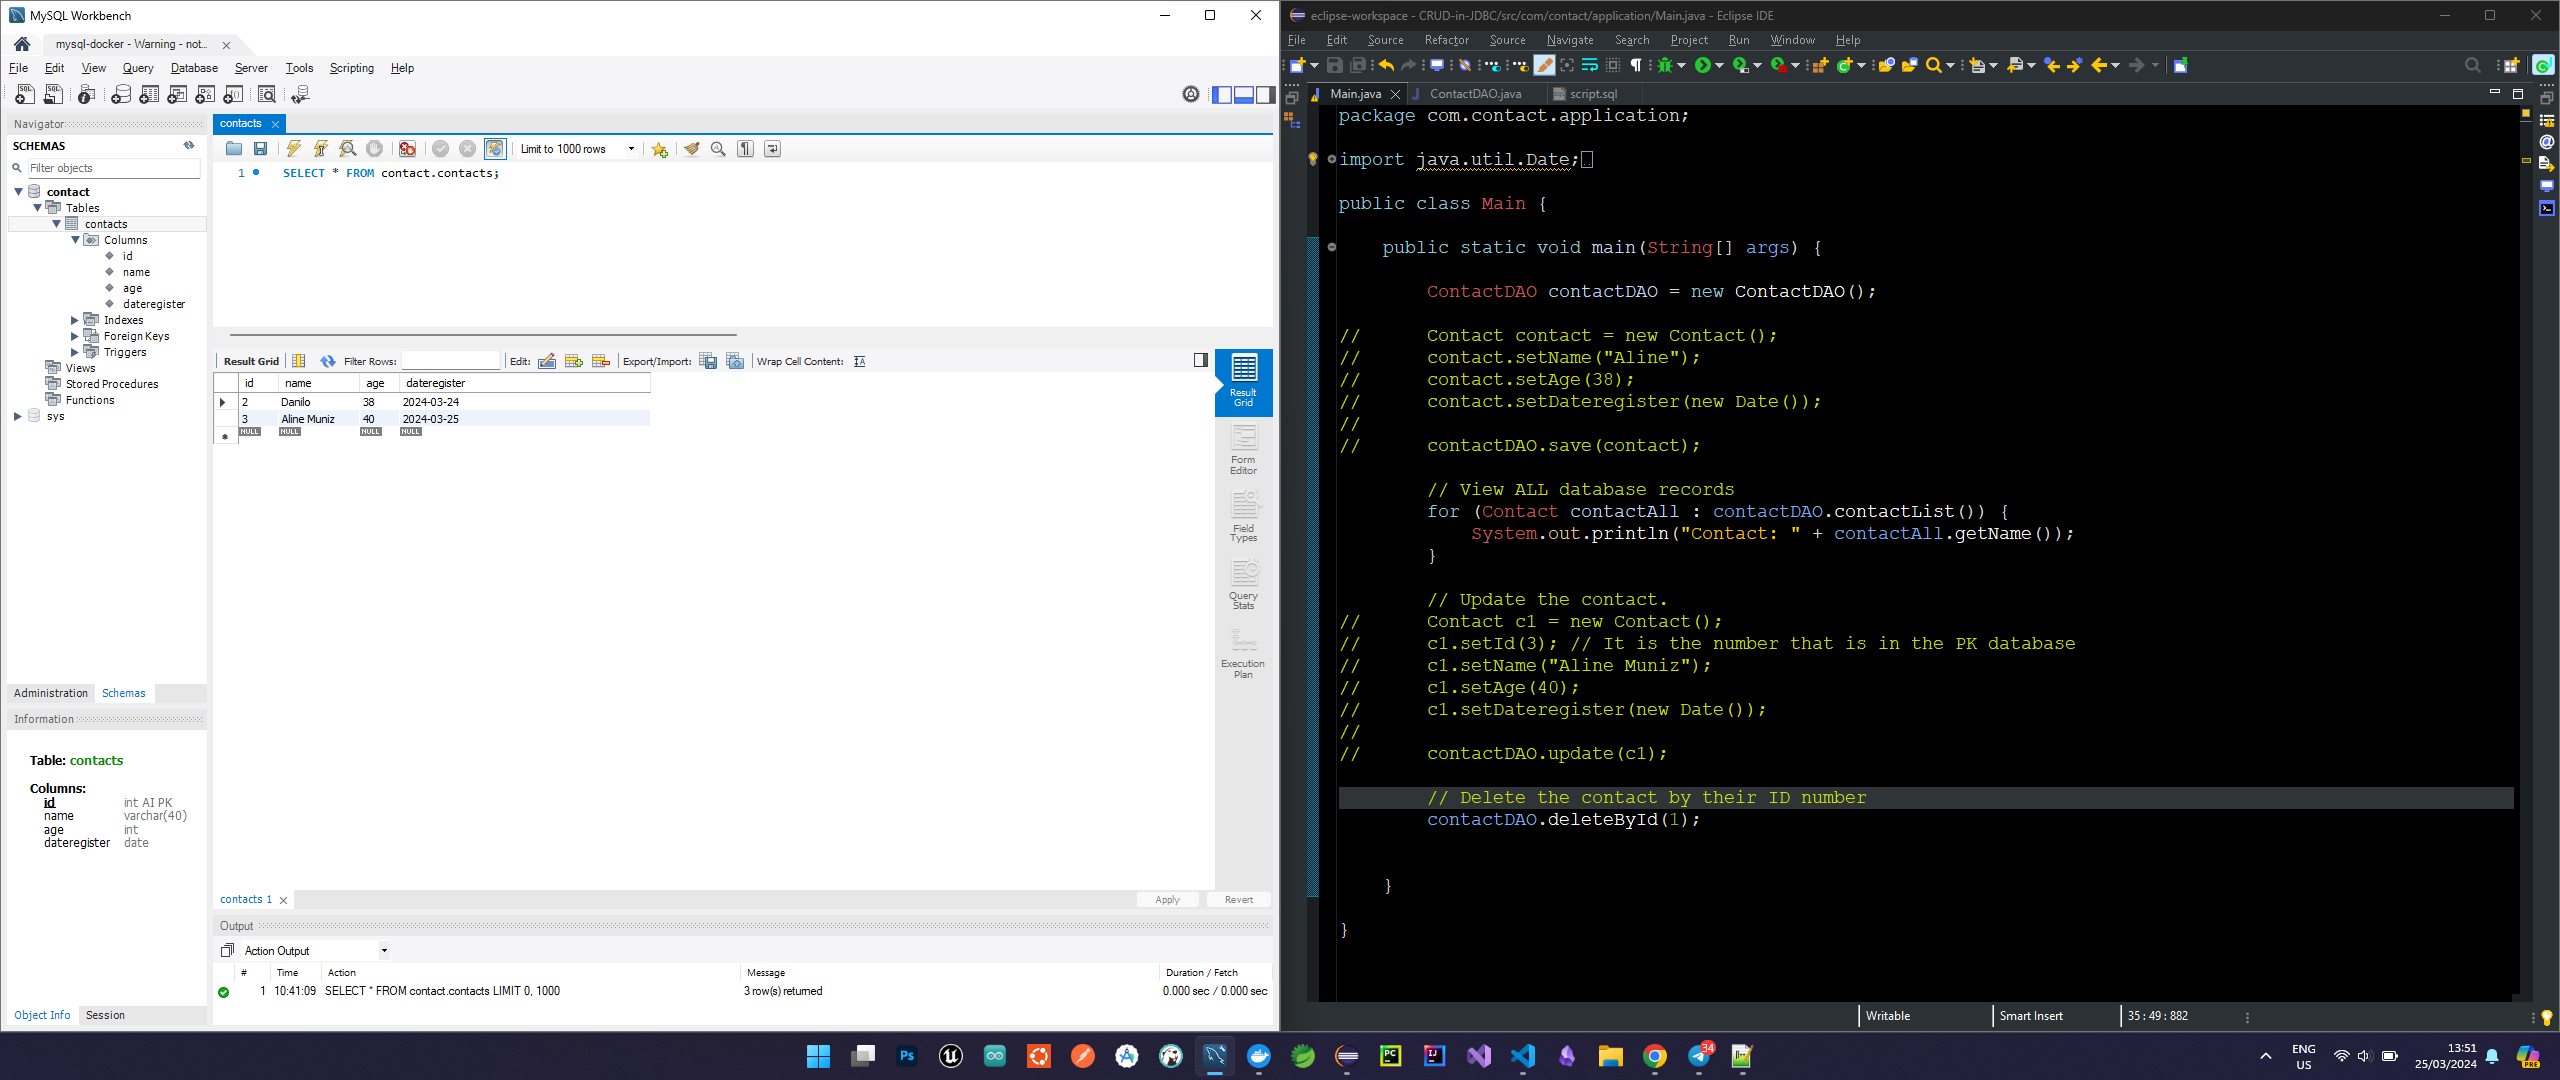 MySQL Workbench
mysql-docker - Warning - not...
File Edit View Query Database Server Tools Scripting Help
Navigator
SCHEMAS
Filter objects
contact
Tables
contacts
Columns
id
name
age
dateregister
Indexes
Foreign Keys
Triggers
Views
Stored Procedures
Functions
sys
Administration Schemas
Information
Table: contacts
Columns:
id int AI PK
name varchar(40)
age int
dateregister date
Object Info Session
contacts
Limit to 1000 rows
1 SELECT * FROM contact.contacts;
Result Grid Filter Rows: Edit: Export/Import: Wrap Cell Content:
id name age dateregister
2 Danilo 38 2024-03-24
3 Aline Muniz 40 2024-03-25
NULL NULL NULL NULL
Result Grid
Form Editor
Field Types
Query Stats
Execution Plan
contacts 1 Apply Revert
Output
Action Output
# Time Action Message Duration / Fetch
1 10:41:09 SELECT * FROM contact.contacts LIMIT 0, 1000 3 row(s) returned 0.000 sec / 0.000 sec
eclipse-workspace - CRUD-in-JDBC/src/com/contact/application/Main.java - Eclipse IDE
File Edit Source Refactor Source Navigate Search Project Run Window Help
Main.java ContactDAO.java script.sql
package com.contact.application;
import java.util.Date;
public class Main {
public static void main(String[] args) {
ContactDAO contactDAO = new ContactDAO();
// Contact contact = new Contact();
// contact.setName("Aline");
// contact.setAge(38);
// contact.setDateregister(new Date());
//
// contactDAO.save(contact);
// View ALL database records
for (Contact contactAll : contactDAO.contactList()) {
System.out.println("Contact: " + contactAll.getName());
}
// Update the contact.
// Contact c1 = new Contact();
// c1.setId(3); // It is the number that is in the PK database
// c1.setName("Aline Muniz");
// c1.setAge(40);
// c1.setDateregister(new Date());
//
// contactDAO.update(c1);
// Delete the contact by their ID number
contactDAO.deleteById(1);
}
}
Writable Smart Insert 35 : 49 : 882
34
ENG
US
13:51
25/03/2024